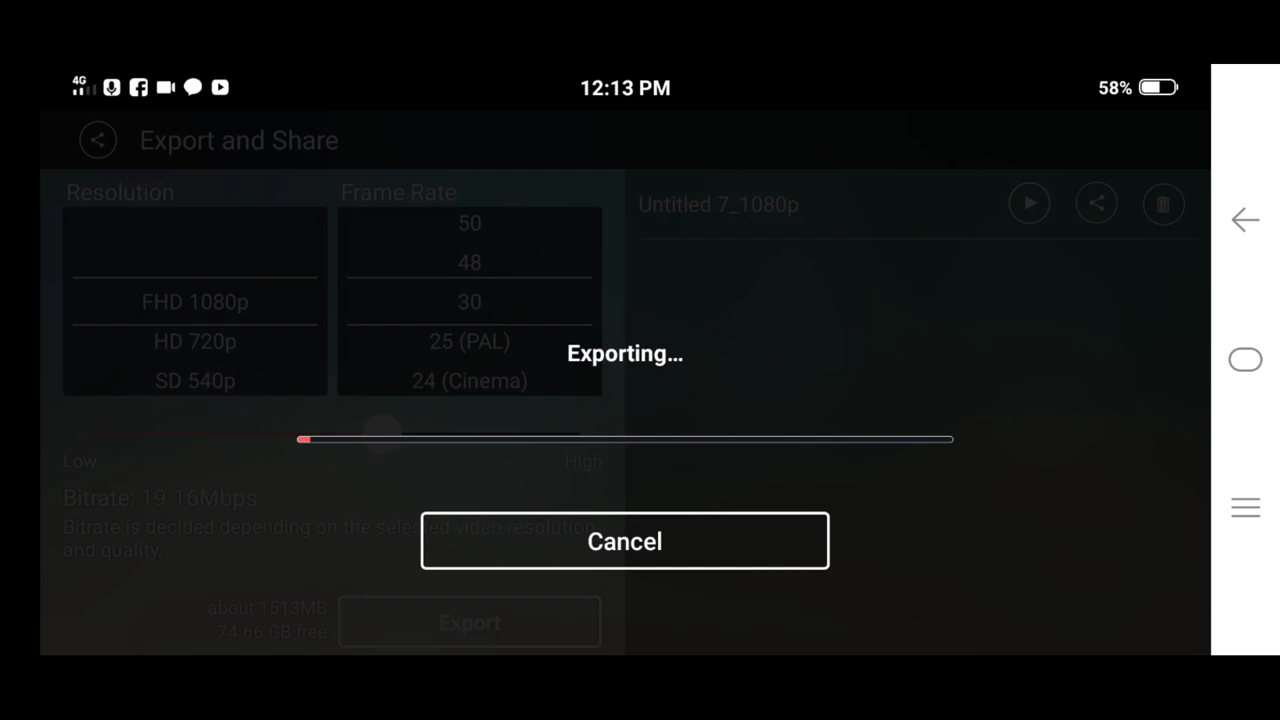 4G
12:13 PM
58%
Export and Share
Resolution
Frame Rate
Untitled 7_1080p
50
48
FHD 1080p
30
HD 720p
25 (PAL)
SD 540p
24 (Cinema)
Exporting...
Low
High
Bitrate: 19.16Mbps
Bitrate is decided depending on the selected video resolution
and quality.
Cancel
about 1513MB
74.66 GB free
Export